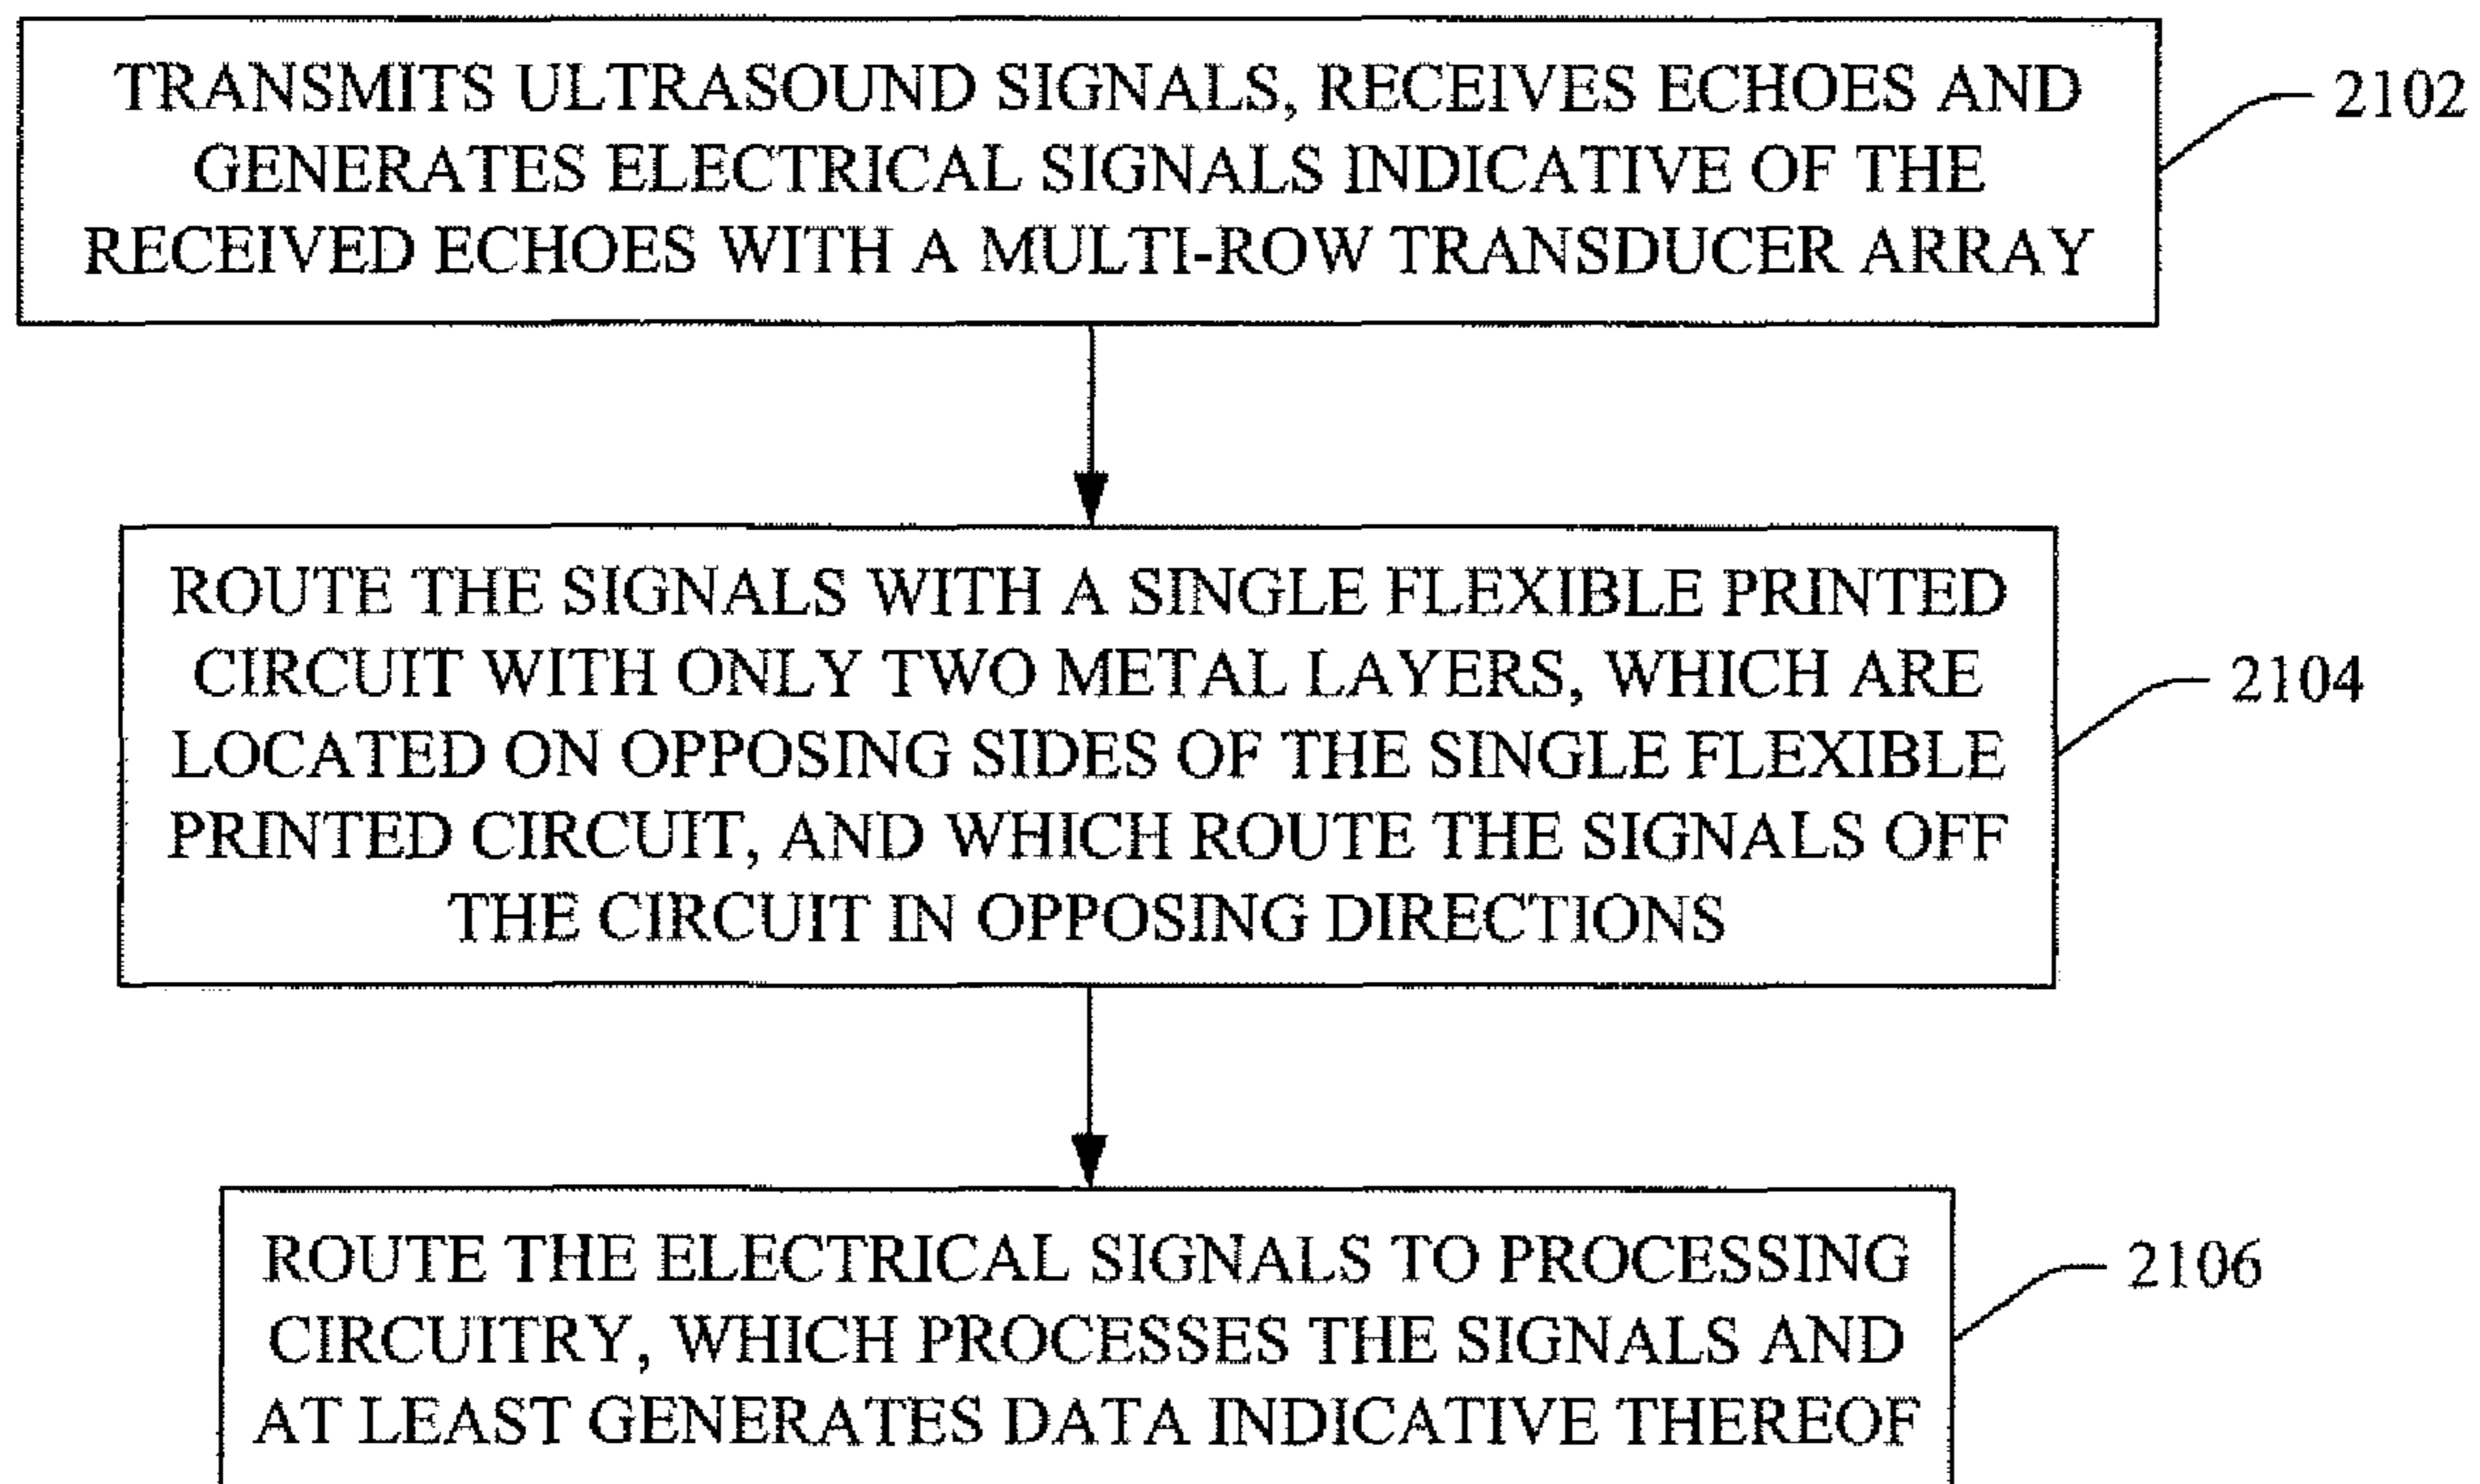 TRANSMITS ULTRASOUND SIGNALS, RECEIVES ECHOES AND
GENERATES ELECTRICAL SIGNALS INDICATIVE OF THE
RECEIVED ECHOES WITH A MULTI-ROW TRANSDUCER ARRAY
2102
ROUTE THE SIGNALS WITH A SINGLE FLEXIBLE PRINTED
CIRCUIT WITH ONLY TWO METAL LAYERS, WHICH ARE
LOCATED ON OPPOSING SIDES OF THE SINGLE FLEXIBLE
PRINTED CIRCUIT, AND WHICH ROUTE THE SIGNALS OFF
THE CIRCUIT IN OPPOSING DIRECTIONS
2104
ROUTE THE ELECTRICAL SIGNALS TO PROCESSING
CIRCUITRY, WHICH PROCESSES THE SIGNALS AND
AT LEAST GENERATES DATA INDICATIVE THEREOF
2106